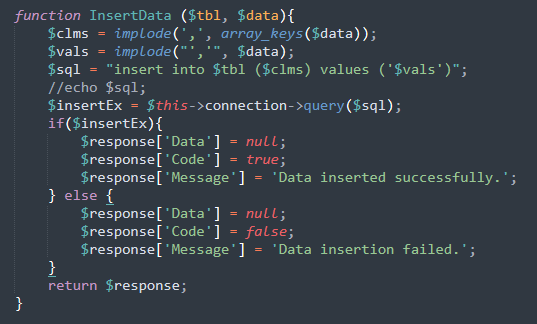 function InsertData ($tbl, $data){
    $clms = implode(',', array_keys($data));
    $vals = implode("','", $data);
    $sql = "insert into $tbl ($clms) values ('$vals')";
    //echo $sql;
    $insertEx = $this->connection->query($sql);
    if($insertEx){
        $response['Data'] = null;
        $response['Code'] = true;
        $response['Message'] = 'Data inserted successfully.';
    } else {
        $response['Data'] = null;
        $response['Code'] = false;
        $response['Message'] = 'Data insertion failed.';
    }
    return $response;
}